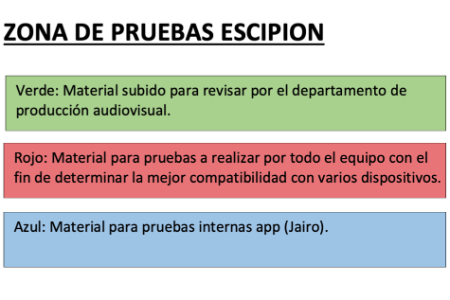 ZONA DE PRUEBAS ESCIPION
Verde: Material subido para revisar por el departamento de
producción audiovisual.
Rojo: Material para pruebas a realizar por todo el equipo con el
fin de determinar la mejor compatibilidad con varios dispositivos.
Azul: Material para pruebas internas app (Jairo).